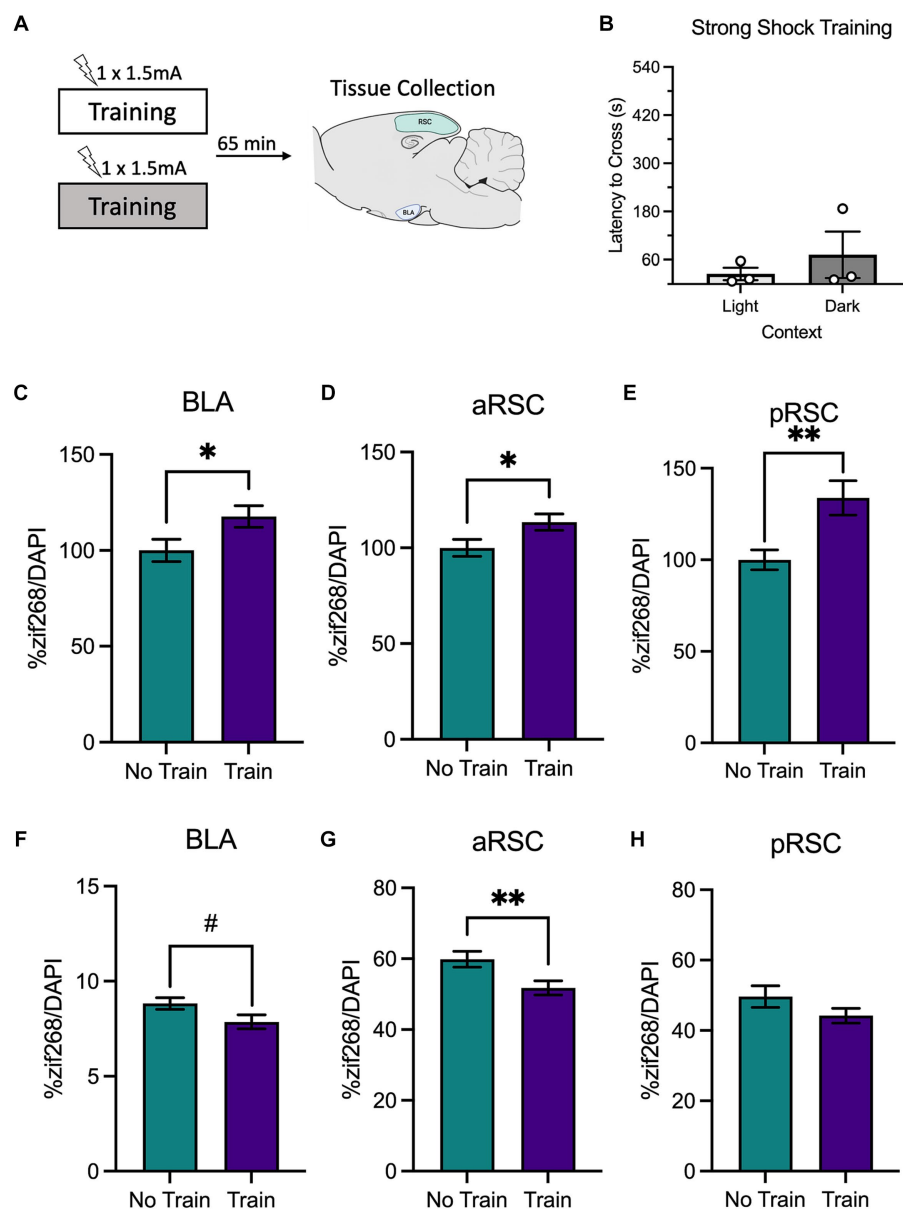 A
1 x 1.5mA
Training
1 x 1.5mA
Training
65 min
Tissue Collection
RSC
BLA
B
Strong Shock Training
Latency to Cross (s)
540
420
300
180
60
Light
Dark
Context
C
BLA
*
%zif268/DAPI
150
100
50
0
No Train
Train
D
aRSC
*
%zif268/DAPI
150
100
50
0
No Train
Train
E
pRSC
**
%zif268/DAPI
150
100
50
0
No Train
Train
F
BLA
#
%zif268/DAPI
15
10
5
0
No Train
Train
G
aRSC
**
%zif268/DAPI
80
60
40
20
0
No Train
Train
H
pRSC
%zif268/DAPI
80
60
40
20
0
No Train
Train